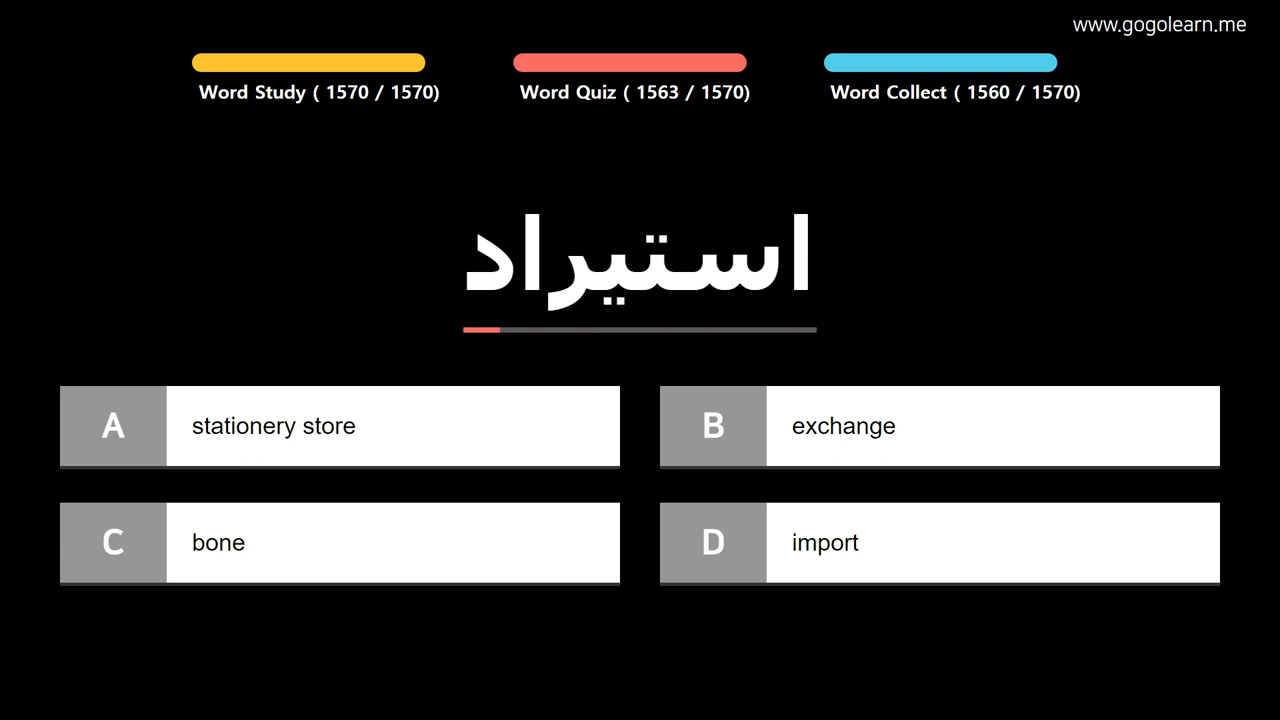 www.gogolearn.me
Word Study ( 1570 / 1570)
Word Quiz ( 1563 / 1570)
Word Collect ( 1560 / 1570)
استيراد
A stationery store
B exchange
C bone
D import